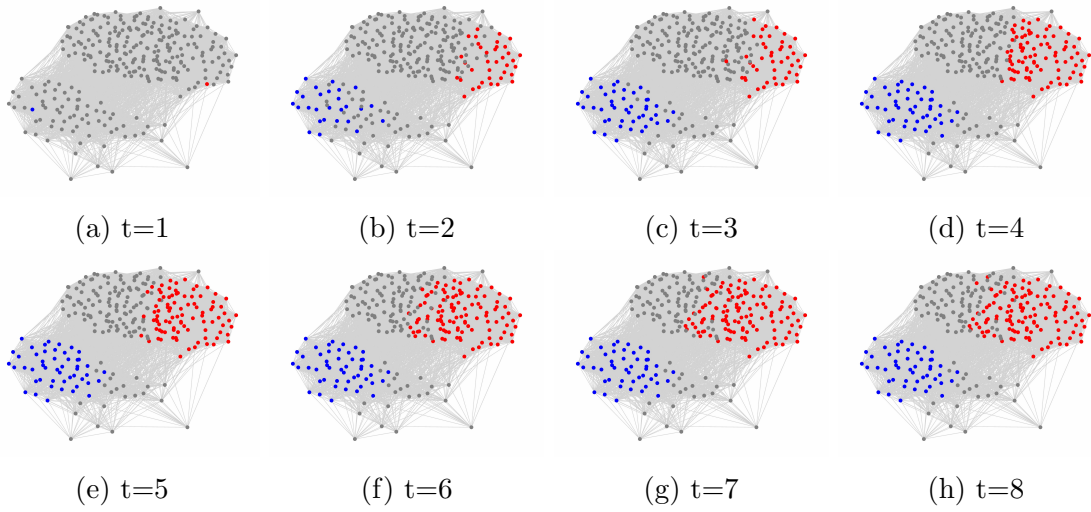 (a) t=1
(b) t=2
(c) t=3
(d) t=4
(e) t=5
(f) t=6
(g) t=7
(h) t=8